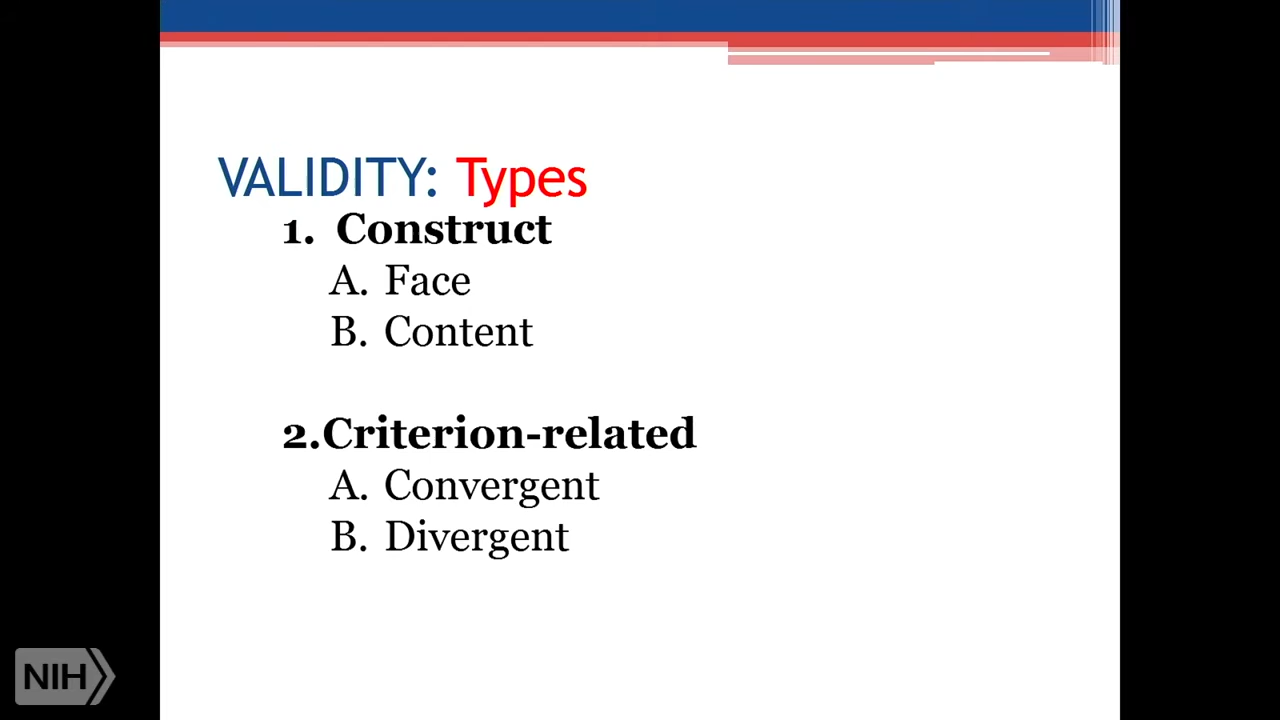 VALIDITY: Types
1. Construct
A. Face
B. Content
2.Criterion-related
A. Convergent
B. Divergent
NIH